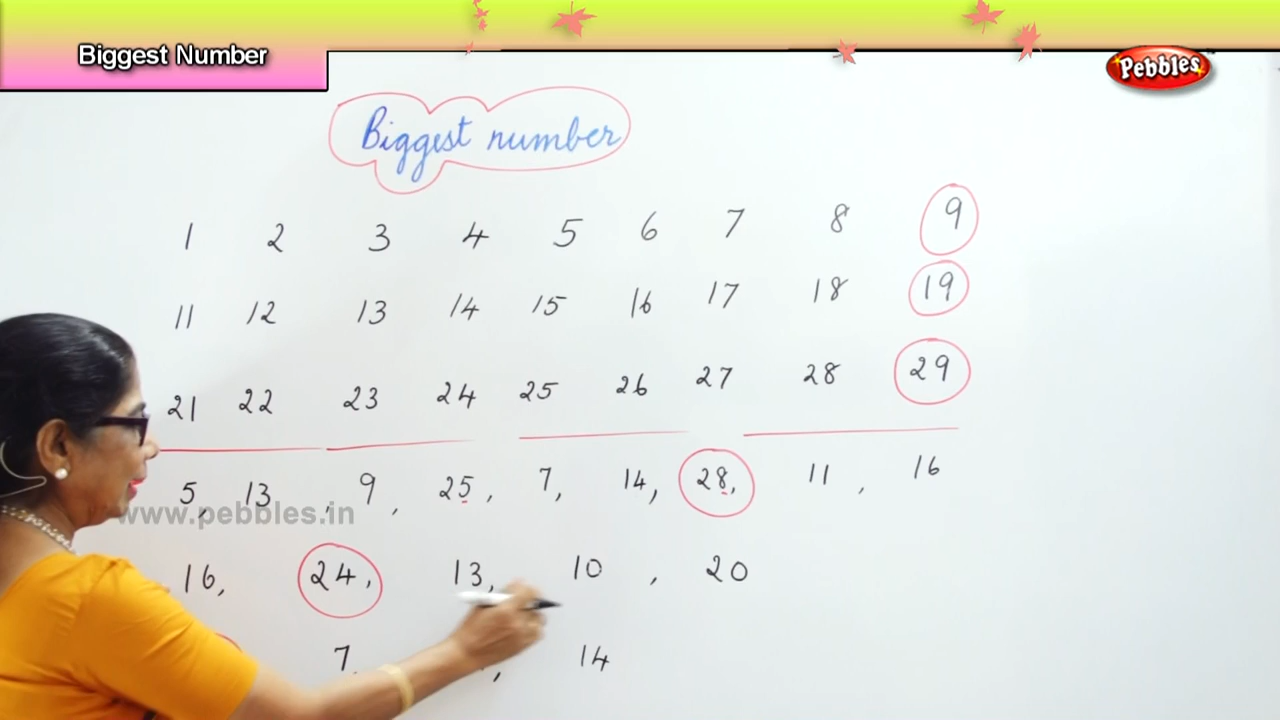 Biggest Number
Pebbles
Biggest number
1 2 3 4 5 6 7 8 9
11 12 13 14 15 16 17 18 19
21 22 23 24 25 26 27 28 29
5, 13, 9, 25, 7, 14, 28, 11, 16
www.pebbles.in
16, 24, 13, 10, 20
7, , 14